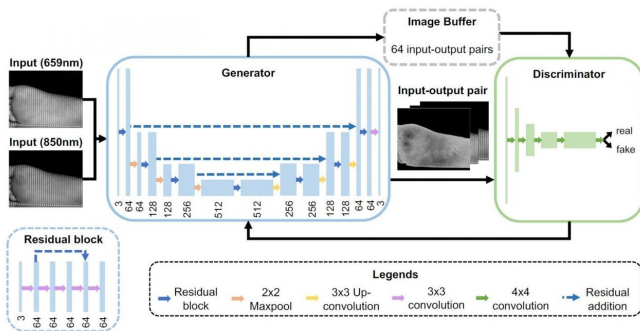 Image Buffer
64 input-output pairs
Input (659nm)
Generator
Discriminator
Input-output pair
real
fake
Input (850nm)
3 64 64 128 128 256 512 512 256 256 128 128 64 64 3
Residual block
3 64 64 64 64 64
Legends
Residual block
2x2 Maxpool
3x3 Up-convolution
3x3 convolution
4x4 convolution
Residual addition